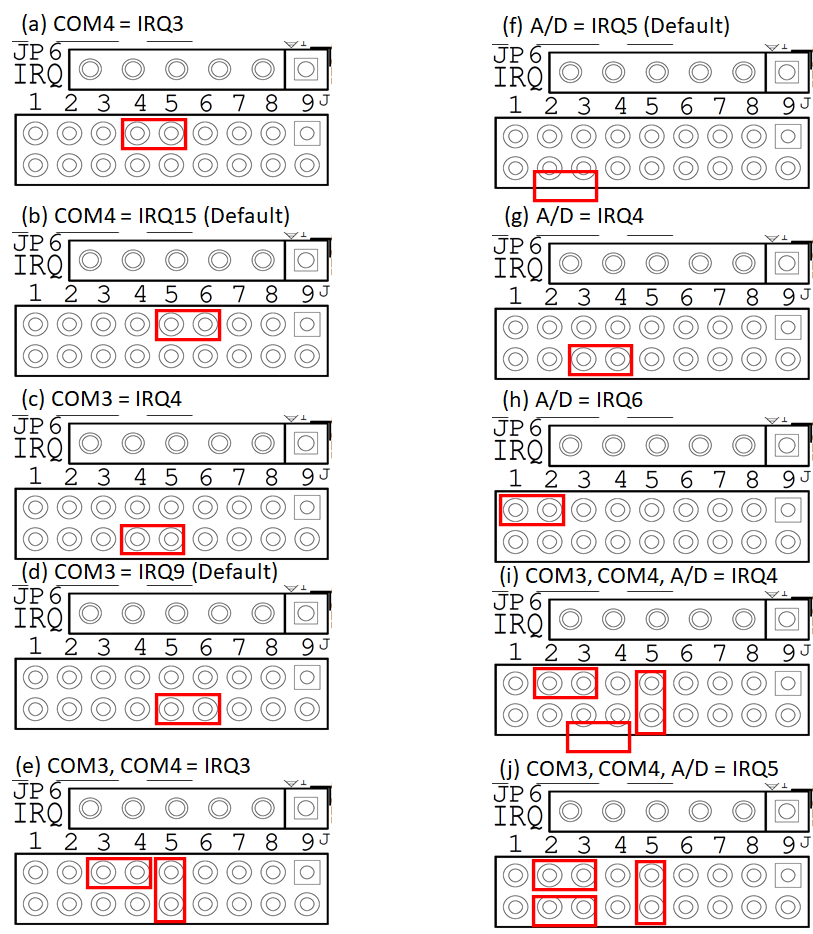 (a) COM4 = IRQ3
JP6
IRQ
1 2 3 4 5 6 7 8 9 J
(b) COM4 = IRQ15 (Default)
JP6
IRQ
1 2 3 4 5 6 7 8 9 J
(c) COM3 = IRQ4
JP6
IRQ
1 2 3 4 5 6 7 8 9 J
(d) COM3 = IRQ9 (Default)
JP6
IRQ
1 2 3 4 5 6 7 8 9 J
(e) COM3, COM4 = IRQ3
JP6
IRQ
1 2 3 4 5 6 7 8 9 J
(f) A/D = IRQ5 (Default)
JP6
IRQ
1 2 3 4 5 6 7 8 9 J
(g) A/D = IRQ4
JP6
IRQ
1 2 3 4 5 6 7 8 9 J
(h) A/D = IRQ6
JP6
IRQ
1 2 3 4 5 6 7 8 9 J
(i) COM3, COM4, A/D = IRQ4
JP6
IRQ
1 2 3 4 5 6 7 8 9 J
(j) COM3, COM4, A/D = IRQ5
JP6
IRQ
1 2 3 4 5 6 7 8 9 J